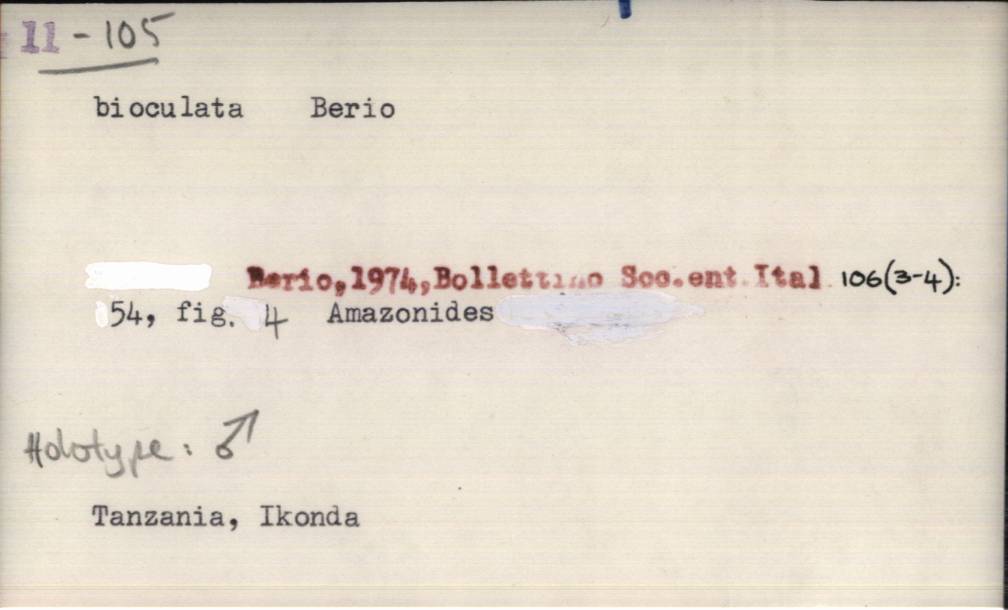 11-105
bioculata Berio
Berio,1974,Bollettino Soc.ent.Ital. 106(3-4):
54, fig. 4 Amazonides
Holotype: ♂
Tanzania, Ikonda